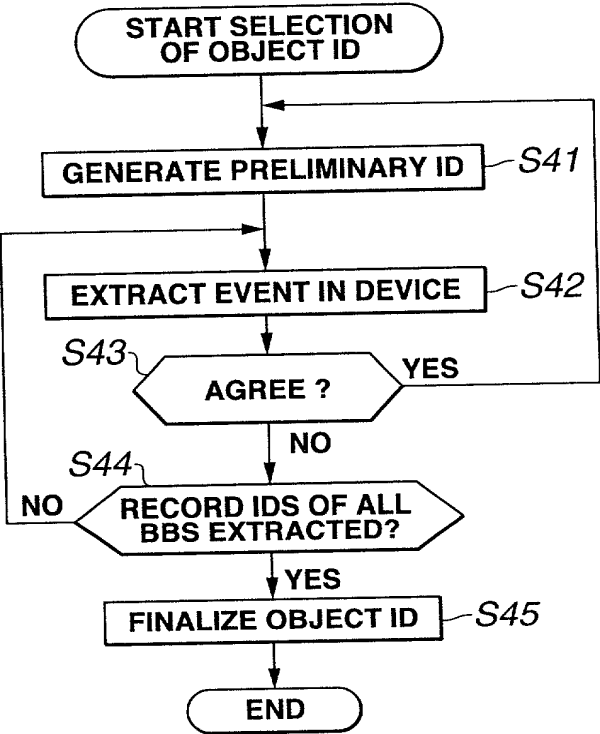 START SELECTION
OF OBJECT ID
GENERATE PRELIMINARY ID
S41
EXTRACT EVENT IN DEVICE
S42
S43
AGREE ?
YES
NO
S44
RECORD IDS OF ALL
BBS EXTRACTED?
NO
YES
FINALIZE OBJECT ID
S45
END